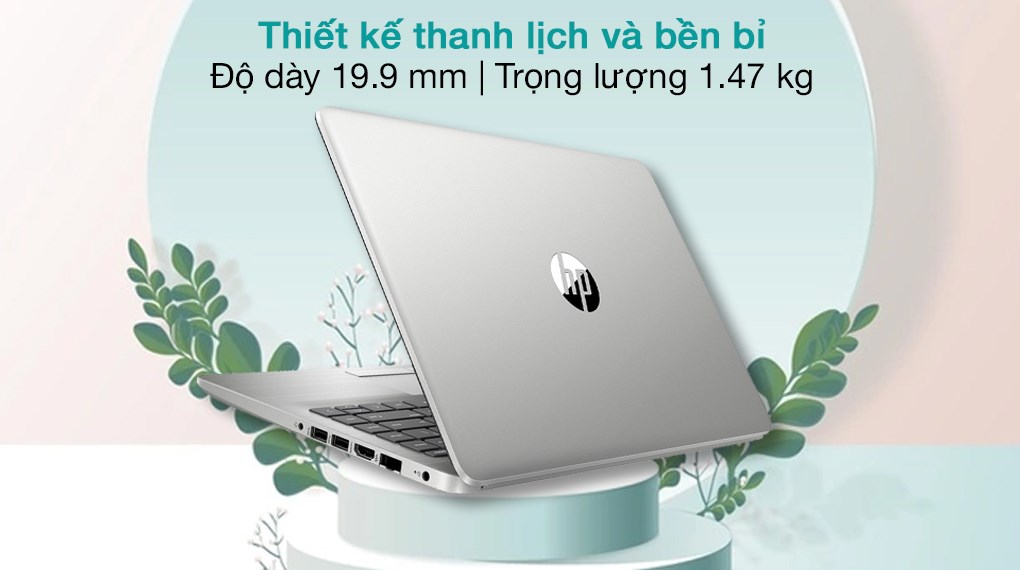 Thiết kế thanh lịch và bền bỉ
Độ dày 19.9 mm | Trọng lượng 1.47 kg
hp